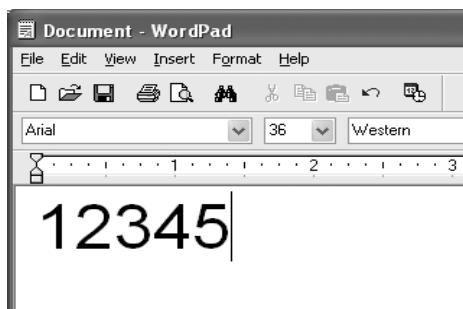 Document - WordPad
File Edit View Insert Format Help
Arial 36 Western
1 2 3
12345